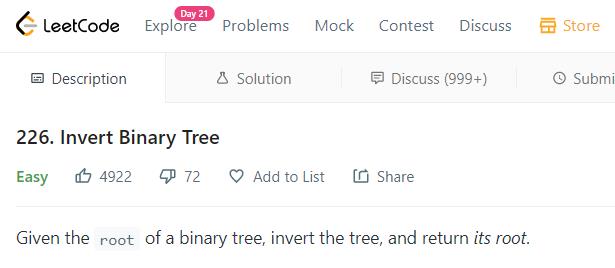 LeetCode Explore Day 21 Problems Mock Contest Discuss Store
Description Solution Discuss (999+)
226. Invert Binary Tree
Easy 4922 72 Add to List Share
Given the root of a binary tree, invert the tree, and return its root.